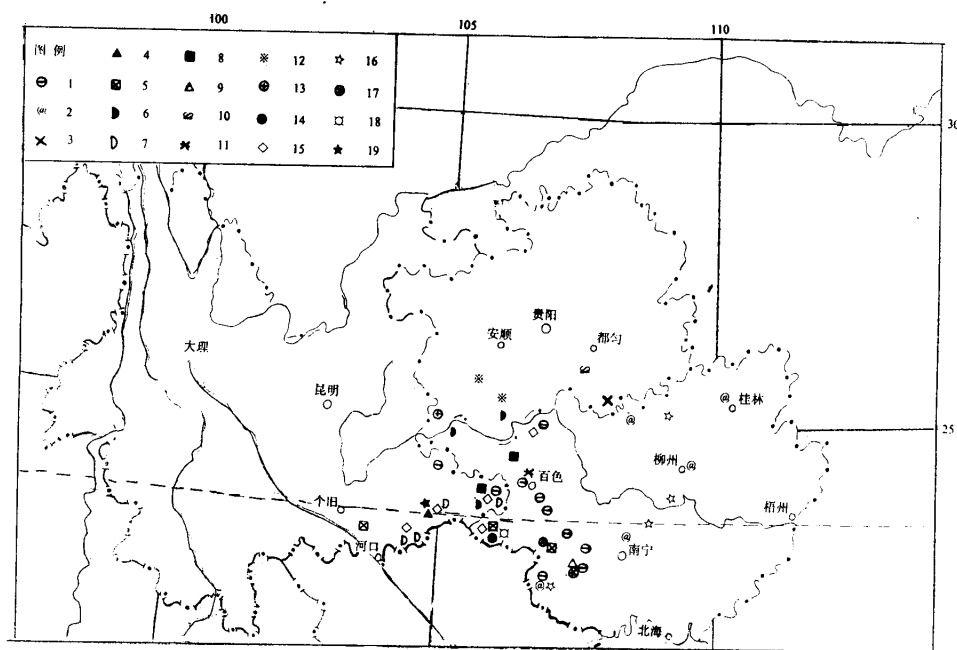 100 105 110
图 例
4 8 12 16
1 5 9 13 17
2 6 10 14 18
3 7 11 15 19
30
贵阳
安顺 都匀
大理
昆明 桂林
25
柳州
百色
个旧 梧州
河口 南宁
北海